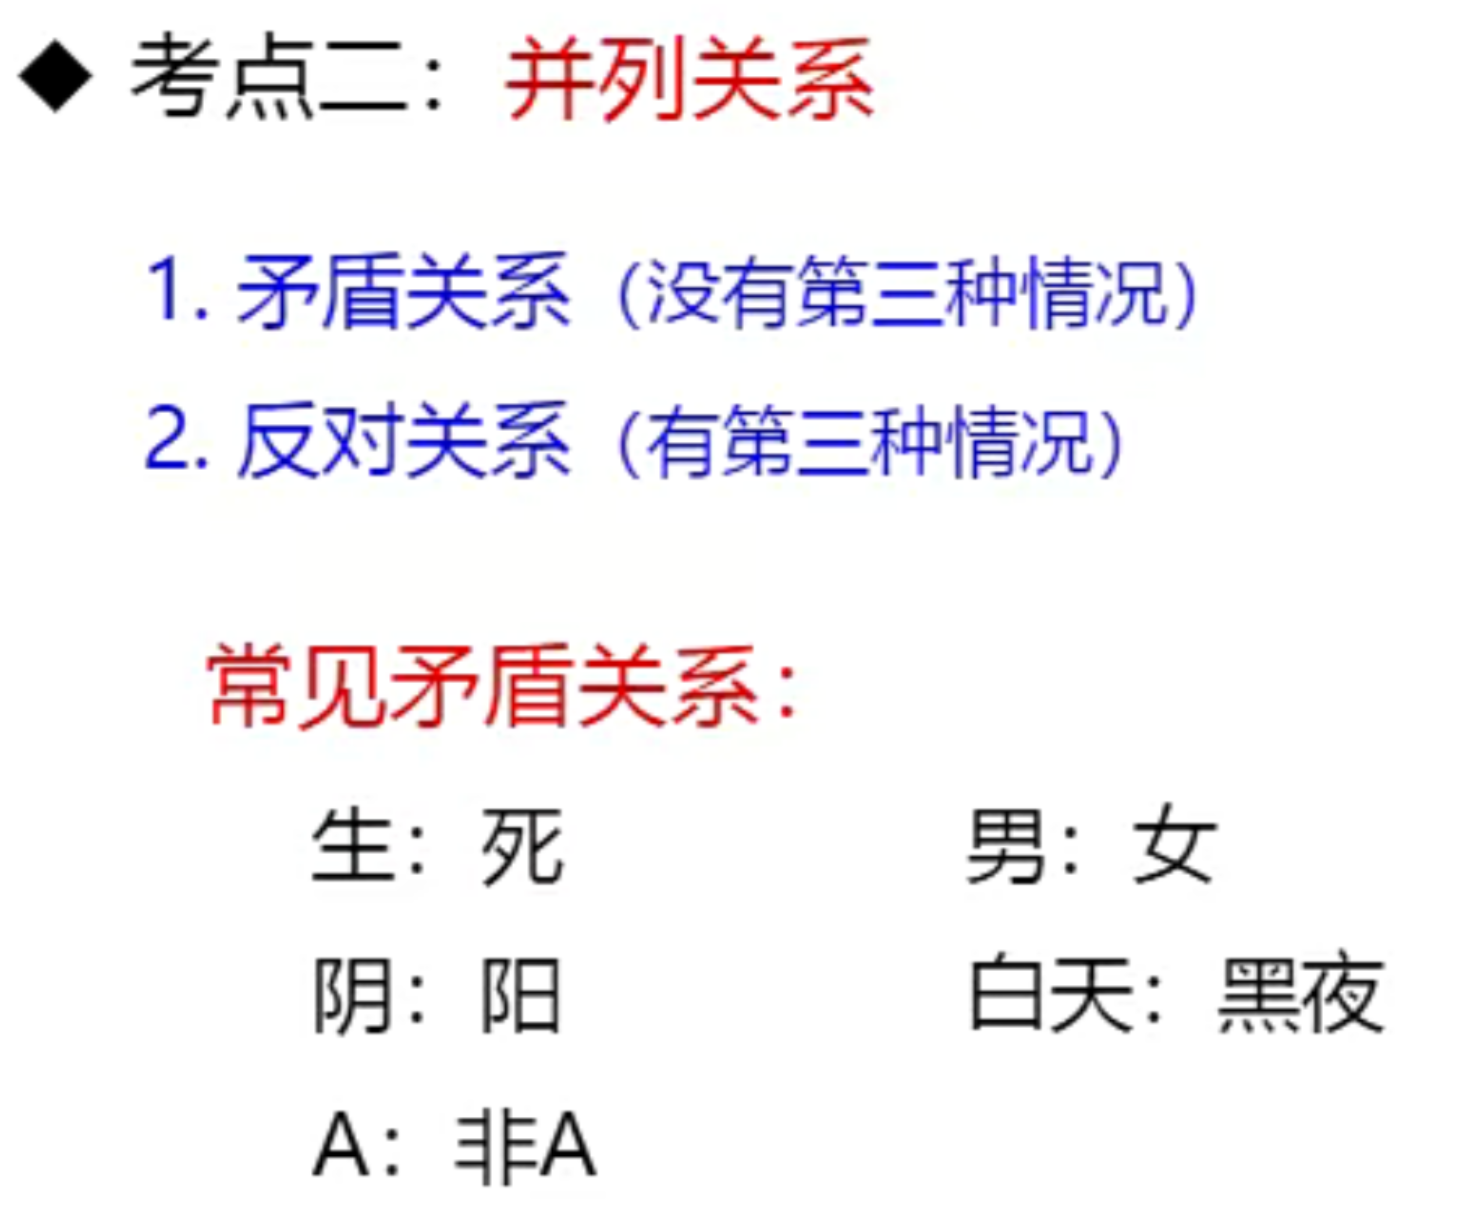 ◆ 考点二：并列关系
1. 矛盾关系（没有第三种情况）
2. 反对关系（有第三种情况）
常见矛盾关系：
生：死 男：女
阴：阳 白天：黑夜
A：非A